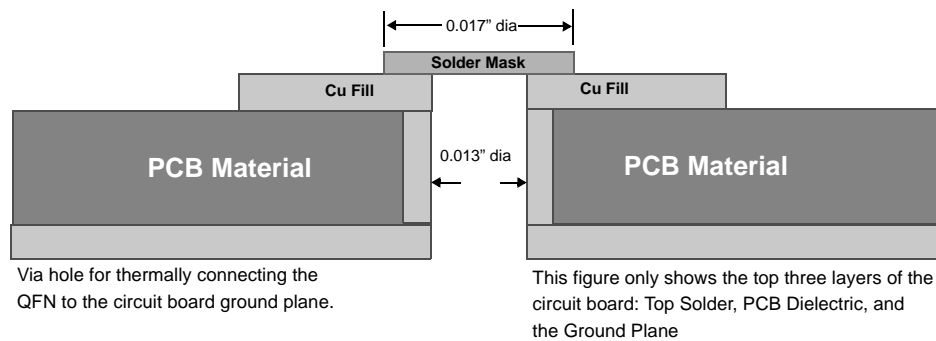 0.017” dia
Solder Mask
Cu Fill
Cu Fill
PCB Material
0.013” dia
PCB Material
Via hole for thermally connecting the
QFN to the circuit board ground plane.
This figure only shows the top three layers of the
circuit board: Top Solder, PCB Dielectric, and
the Ground Plane